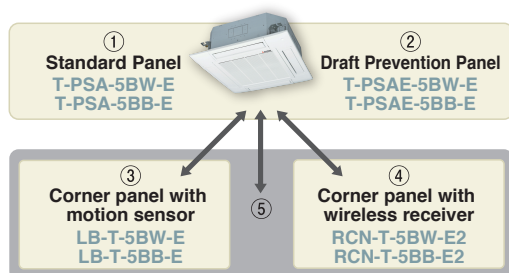 ①
Standard Panel
T-PSA-5BW-E
T-PSA-5BB-E
②
Draft Prevention Panel
T-PSAE-5BW-E
T-PSAE-5BB-E
③
Corner panel with
motion sensor
LB-T-5BW-E
LB-T-5BB-E
⑤
④
Corner panel with
wireless receiver
RCN-T-5BW-E2
RCN-T-5BB-E2